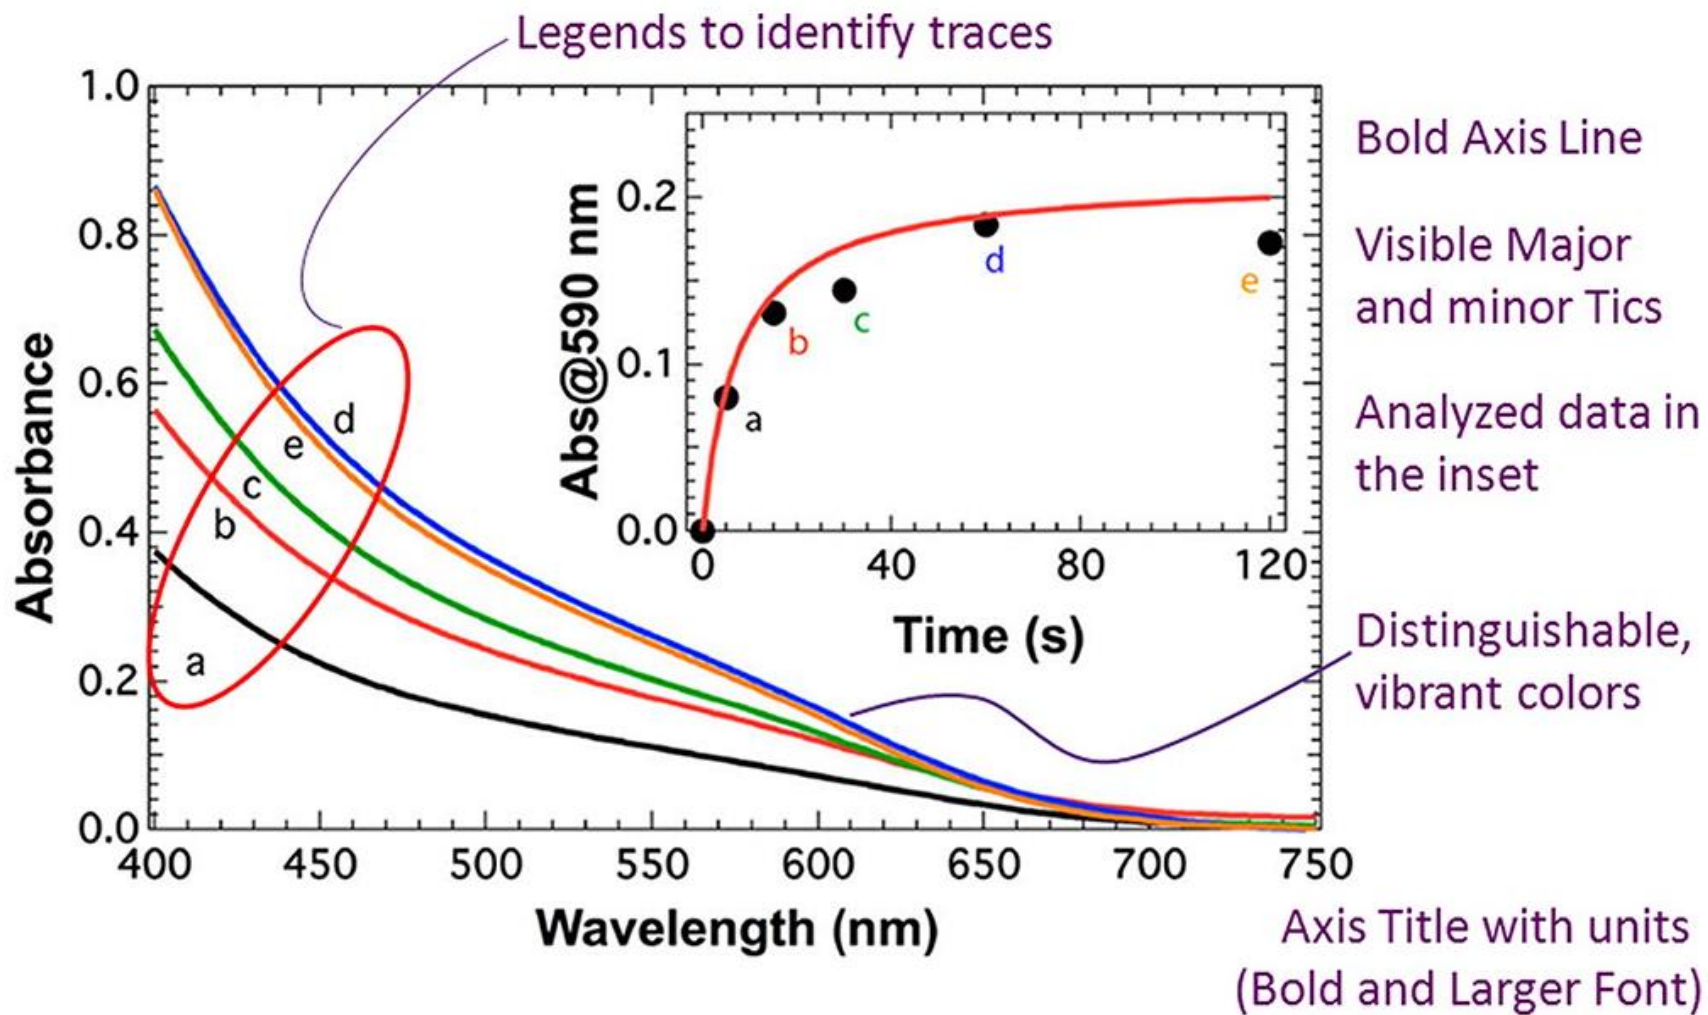 Legends to identify traces
1.0
0.8
0.6
0.4
0.2
0.0
Absorbance
400 450 500 550 600 650 700 750
Wavelength (nm)
d
e
c
b
a
0.2
0.1
0.0
Abs@590 nm
0 40 80 120
Time (s)
a
b
c
d
e
Bold Axis Line
Visible Major
and minor Tics
Analyzed data in
the inset
Distinguishable,
vibrant colors
Axis Title with units
(Bold and Larger Font)